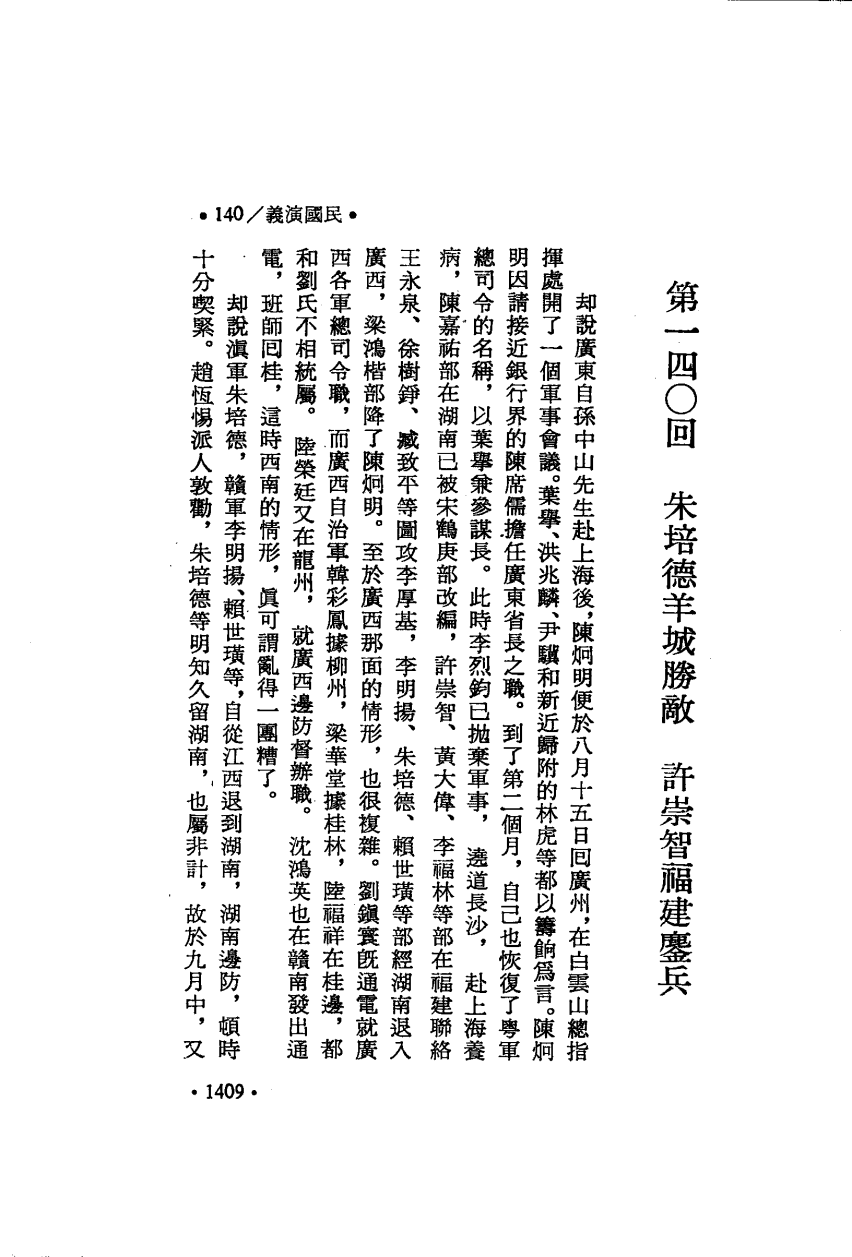 •140／義演國民•
第一四〇回　朱培德羊城勝敵　許崇智福建鏖兵
却說廣東自孫中山先生赴上海後，陳炯明便於八月十五日回廣州，在白雲山總指
揮處開了一個軍事會議。葉舉、洪兆麟、尹驥和新近歸附的林虎等都以籌餉爲言。陳炯
明因請接近銀行界的陳席儒擔任廣東省長之職。到了第二個月，自己也恢復了粵軍
總司令的名稱，以葉舉兼參謀長。此時李烈鈞已拋棄軍事，遶道長沙，赴上海養
病，陳嘉祐部在湖南已被宋鶴庚部改編，許崇智、黃大偉、李福林等部在福建聯絡
王永泉、徐樹錚、臧致平等圖攻李厚基，李明揚、朱培德、賴世璜等部經湖南退入
廣西，梁鴻楷部降了陳炯明。至於廣西那面的情形，也很複雜。劉鎭寰旣通電就廣
西各軍總司令職，而廣西自治軍韓彩鳳據柳州，梁華堂據桂林，陸福祥在桂邊，都
和劉氏不相統屬。陸榮廷又在龍州，就廣西邊防督辦職。沈鴻英也在贛南發出通
電，班師回桂，這時西南的情形，眞可謂亂得一團糟了。
却說滇軍朱培德，贛軍李明揚、賴世璜等，自從江西退到湖南，湖南邊防，頓時
十分喫緊。趙恆惕派人敦勸，朱培德等明知久留湖南，也屬非計，故於九月中，又
•1409•